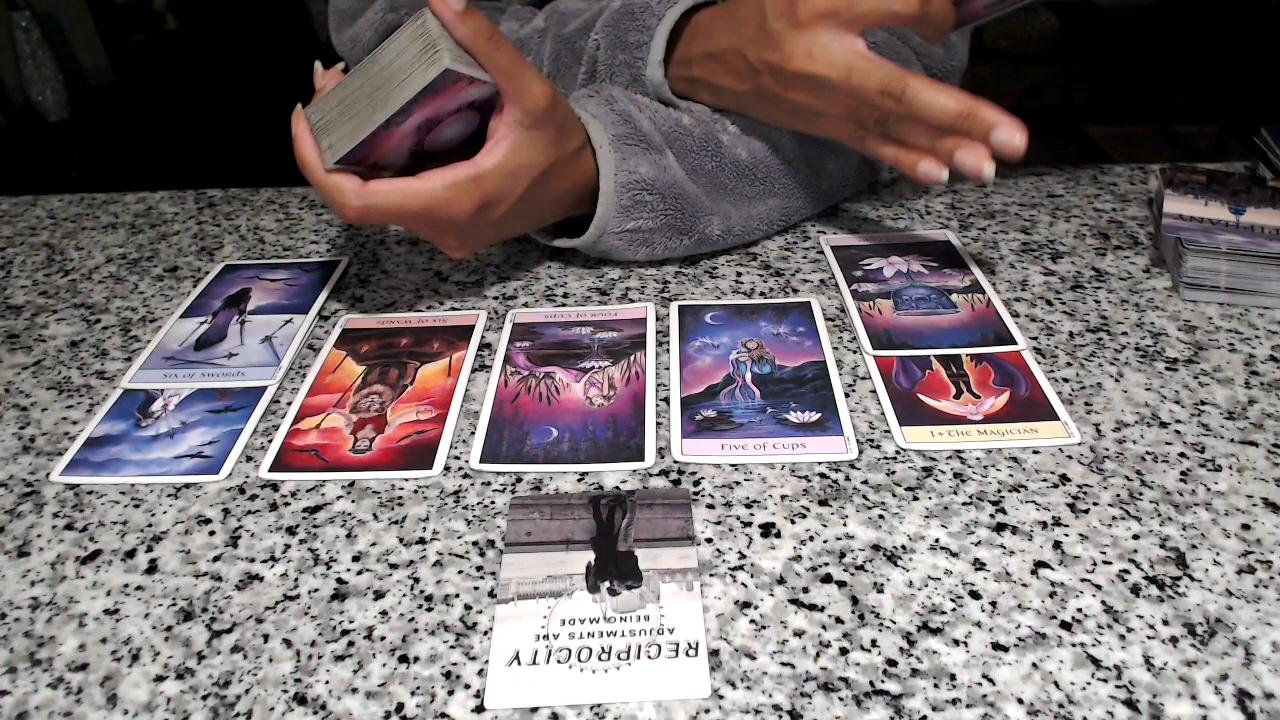 SIX OF WANDS
FOUR OF CUPS
SIX OF SWORDS
I THE MAGICIAN
FIVE OF CUPS
RECIPROCITY
ADJUSTMENTS ARE
BEING MADE